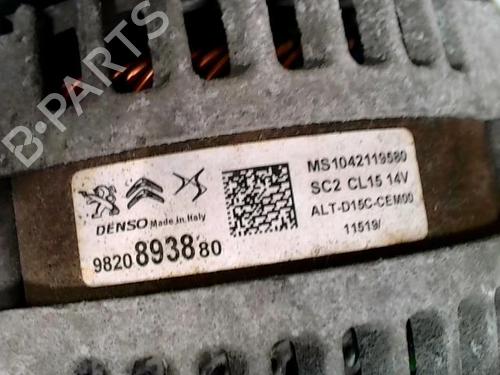 B-PARTS
MS1042119580
SC2 CL15 14V
DENSO Made in Italy
ALT-D15C-CEM00
11519/
9820893880